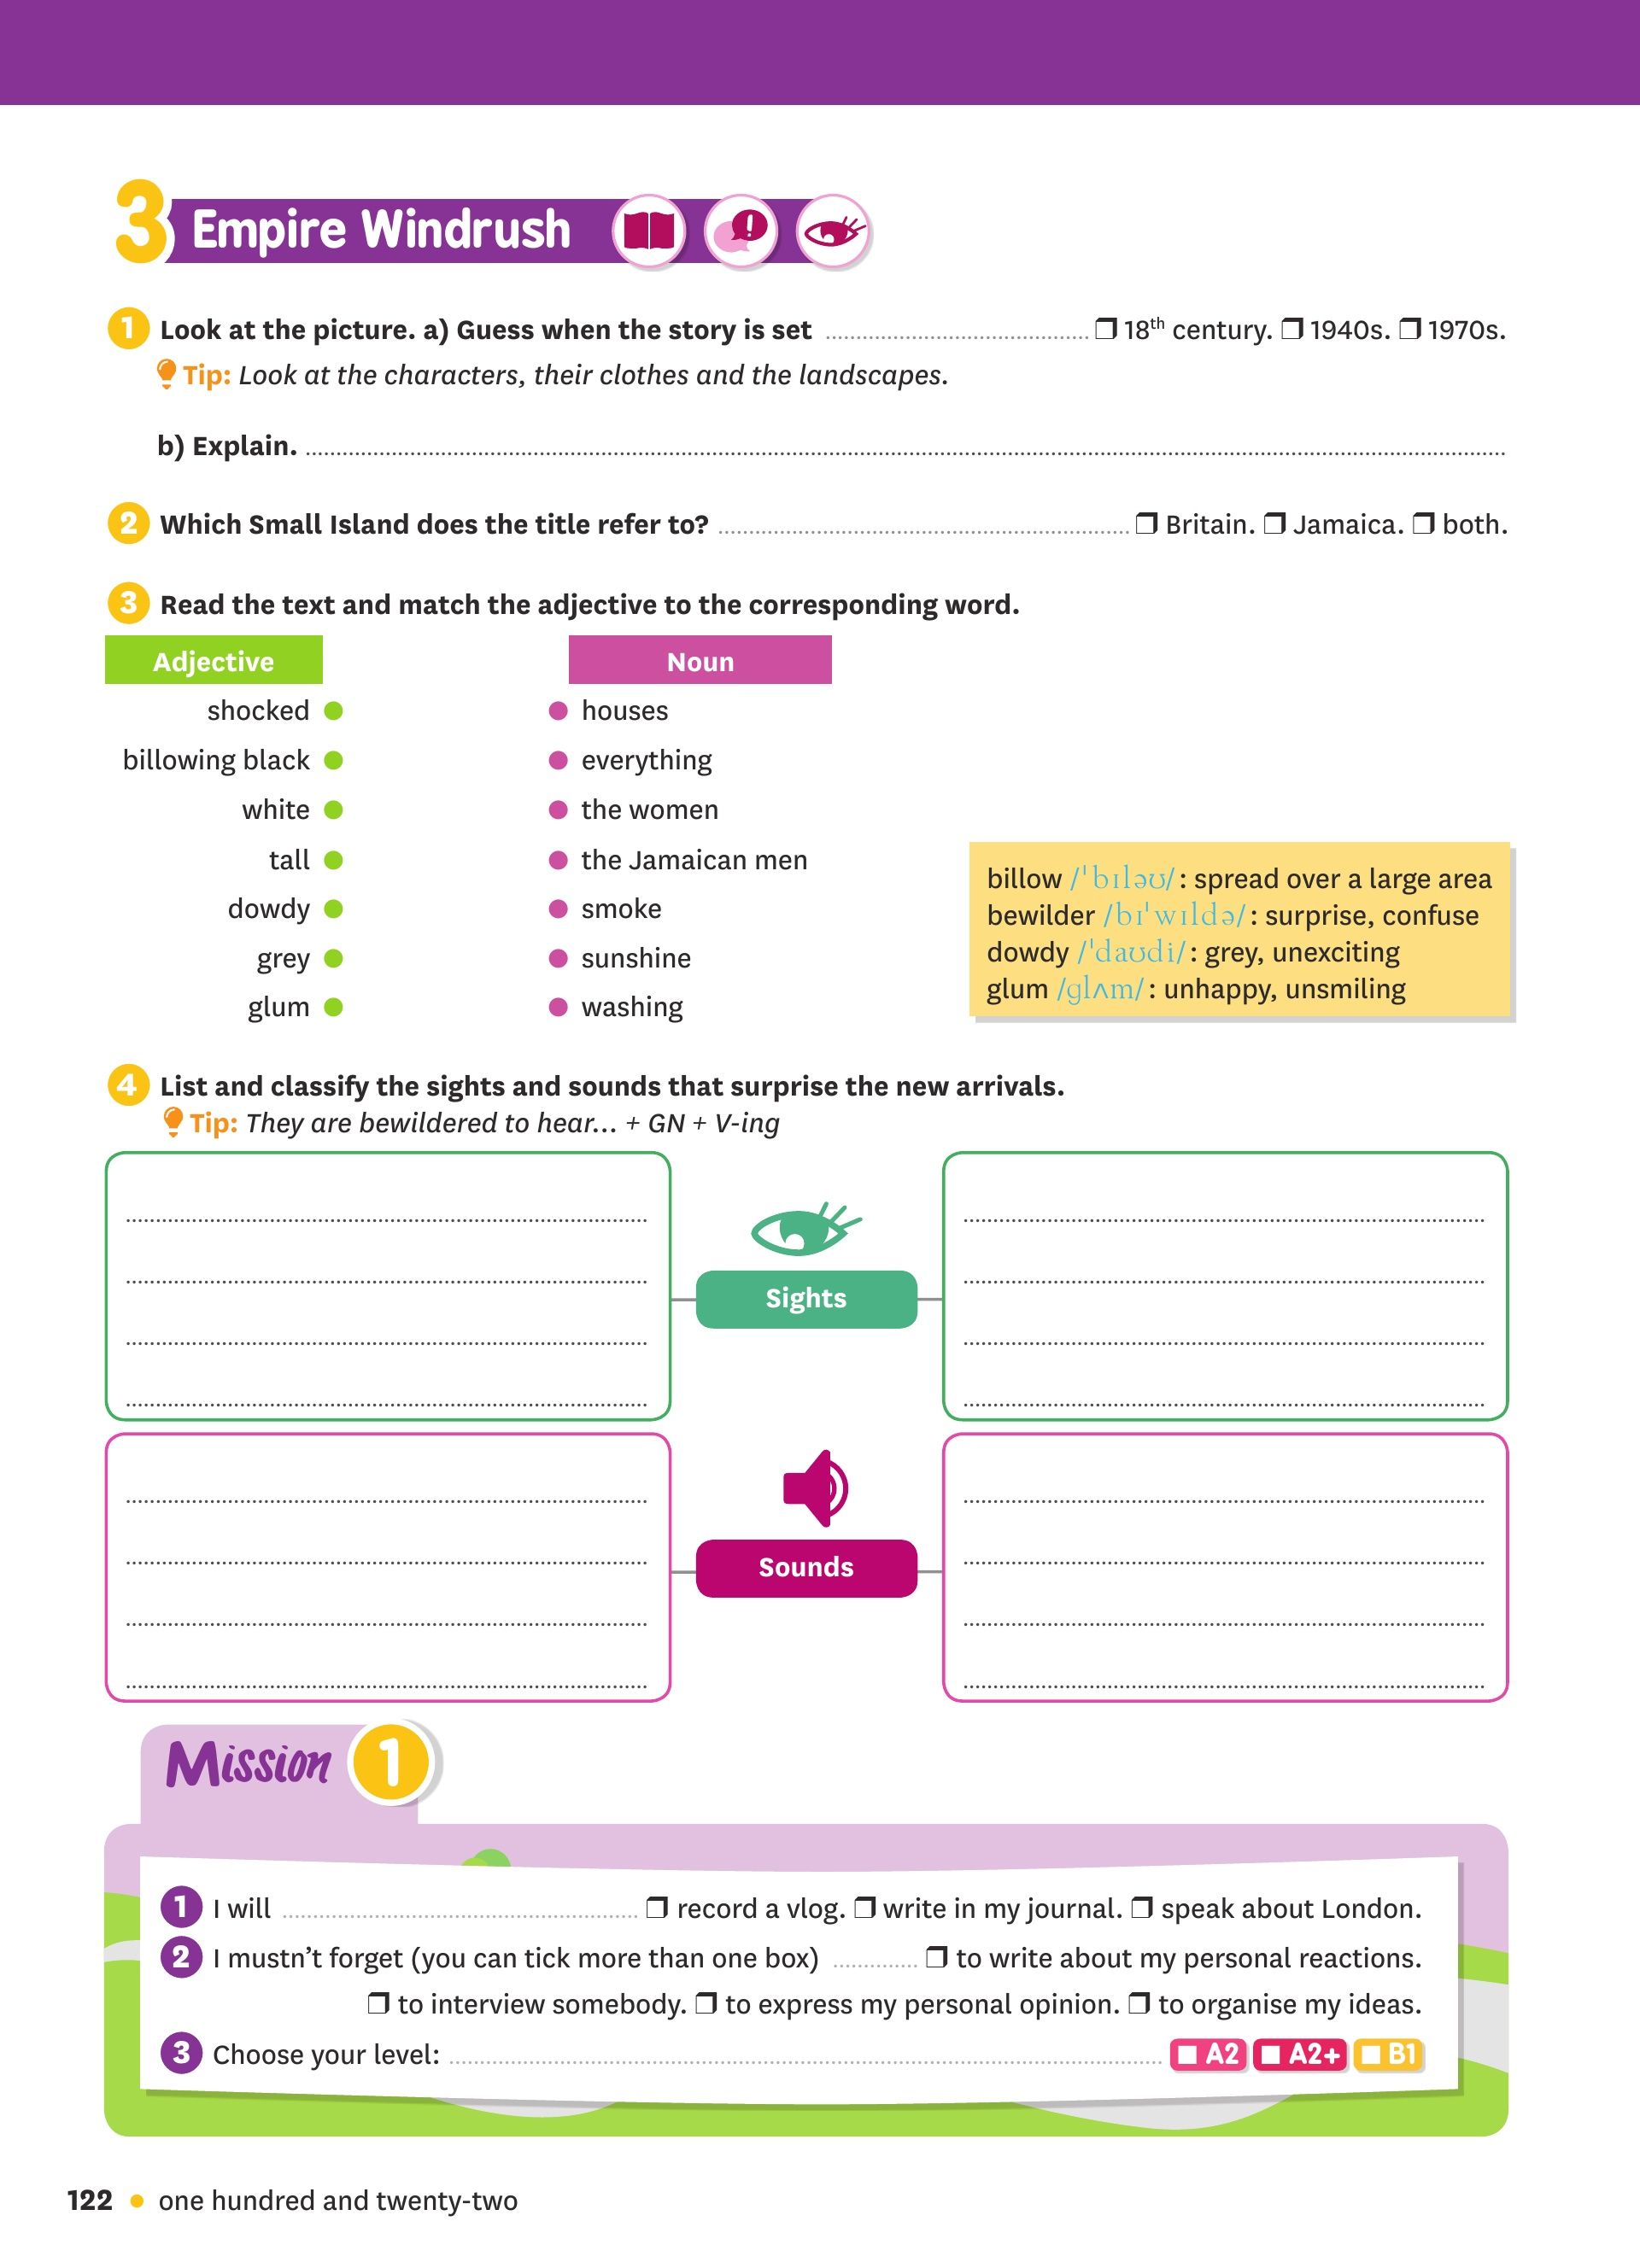 3 Empire Windrush
1 Look at the picture. a) Guess when the story is set ❒ 18th century. ❒ 1940s. ❒ 1970s.
Tip: Look at the characters, their clothes and the landscapes.
b) Explain.
2 Which Small Island does the title refer to? ❒ Britain. ❒ Jamaica. ❒ both.
3 Read the text and match the adjective to the corresponding word.
Adjective Noun
shocked houses
billowing black everything
white the women
tall the Jamaican men
dowdy smoke
grey sunshine
glum washing
billow /ˈbɪləʊ/: spread over a large area
bewilder /bɪˈwɪldə/: surprise, confuse
dowdy /ˈdaʊdi/: grey, unexciting
glum /glʌm/: unhappy, unsmiling
4 List and classify the sights and sounds that surprise the new arrivals.
Tip: They are bewildered to hear... + GN + V-ing
Sights
Sounds
Mission 1
1 I will ❒ record a vlog. ❒ write in my journal. ❒ speak about London.
2 I mustn't forget (you can tick more than one box) ❒ to write about my personal reactions.
❒ to interview somebody. ❒ to express my personal opinion. ❒ to organise my ideas.
3 Choose your level: A2 A2+ B1
122 • one hundred and twenty-two